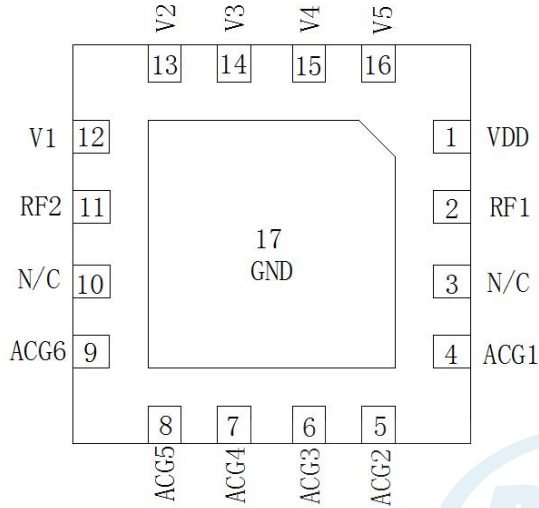 V2 V3 V4 V5
13 14 15 16
V1 12 1 VDD
RF2 11 2 RF1
17
GND
N/C 10 3 N/C
ACG6 9 4 ACG1
8 7 6 5
ACG5 ACG4 ACG3 ACG2